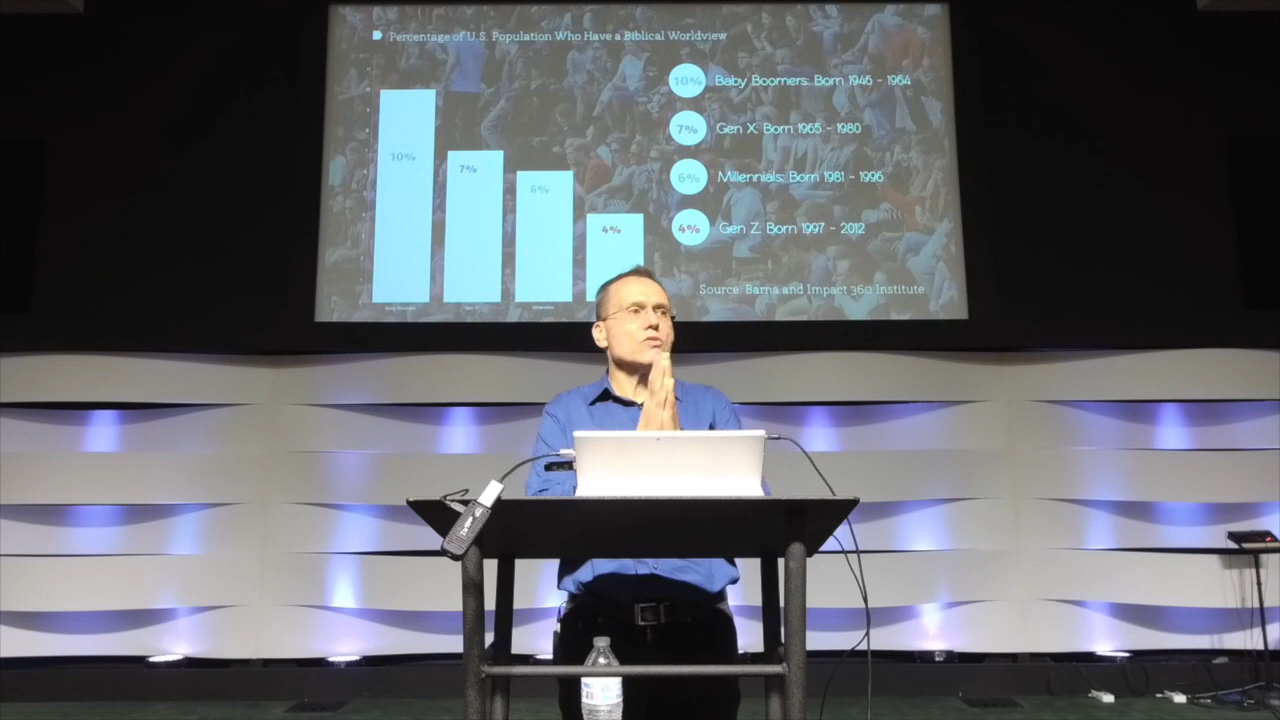 Percentage of U.S. Population Who Have a Biblical Worldview
10%
7%
6%
4%
10% Baby Boomers: Born 1946 - 1964
7% Gen X: Born 1965 - 1980
6% Millennials: Born 1981 - 1996
4% Gen Z: Born 1997 - 2012
Source: Barna and Impact 360 Institute